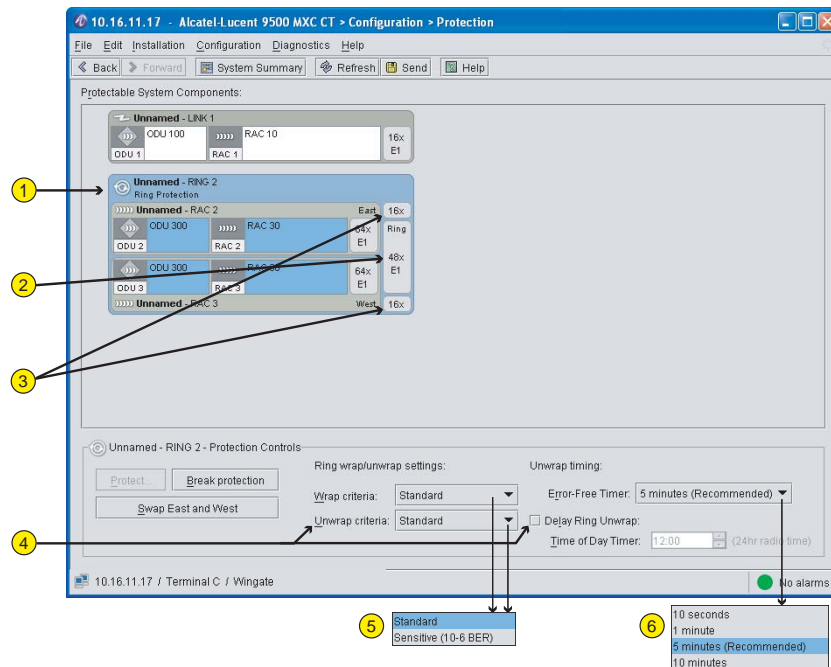 10.16.11.17 - Alcatel-Lucent 9500 MXC CT > Configuration > Protection
File Edit Installation Configuration Diagnostics Help
Back Forward System Summary Refresh Send Help
Protectable System Components:
Unnamed - LINK 1
ODU 100 RAC 10 16x
ODU 1 RAC 1 E1
1
Unnamed - RING 2
Ring Protection
Unnamed - RAC 2 East 16x
ODU 300 RAC 30 64x Ring
ODU 2 RAC 2 E1
2
48x
ODU 300 RAC 30 64x E1
ODU 3 RAC 3 E1
Unnamed - RAC 3 West 16x
3
Unnamed - RING 2 - Protection Controls
Ring wrap/unwrap settings: Unwrap timing:
Protect... Break protection
Wrap criteria: Standard Error-Free Timer: 5 minutes (Recommended)
Swap East and West
Unwrap criteria: Standard Delay Ring Unwrap:
4
Time of Day Timer: 12:00 (24hr radio time)
10.16.11.17 / Terminal C / Wingate No alarms
5
Standard
Sensitive (10-6 BER)
6
10 seconds
1 minute
5 minutes (Recommended)
10 minutes